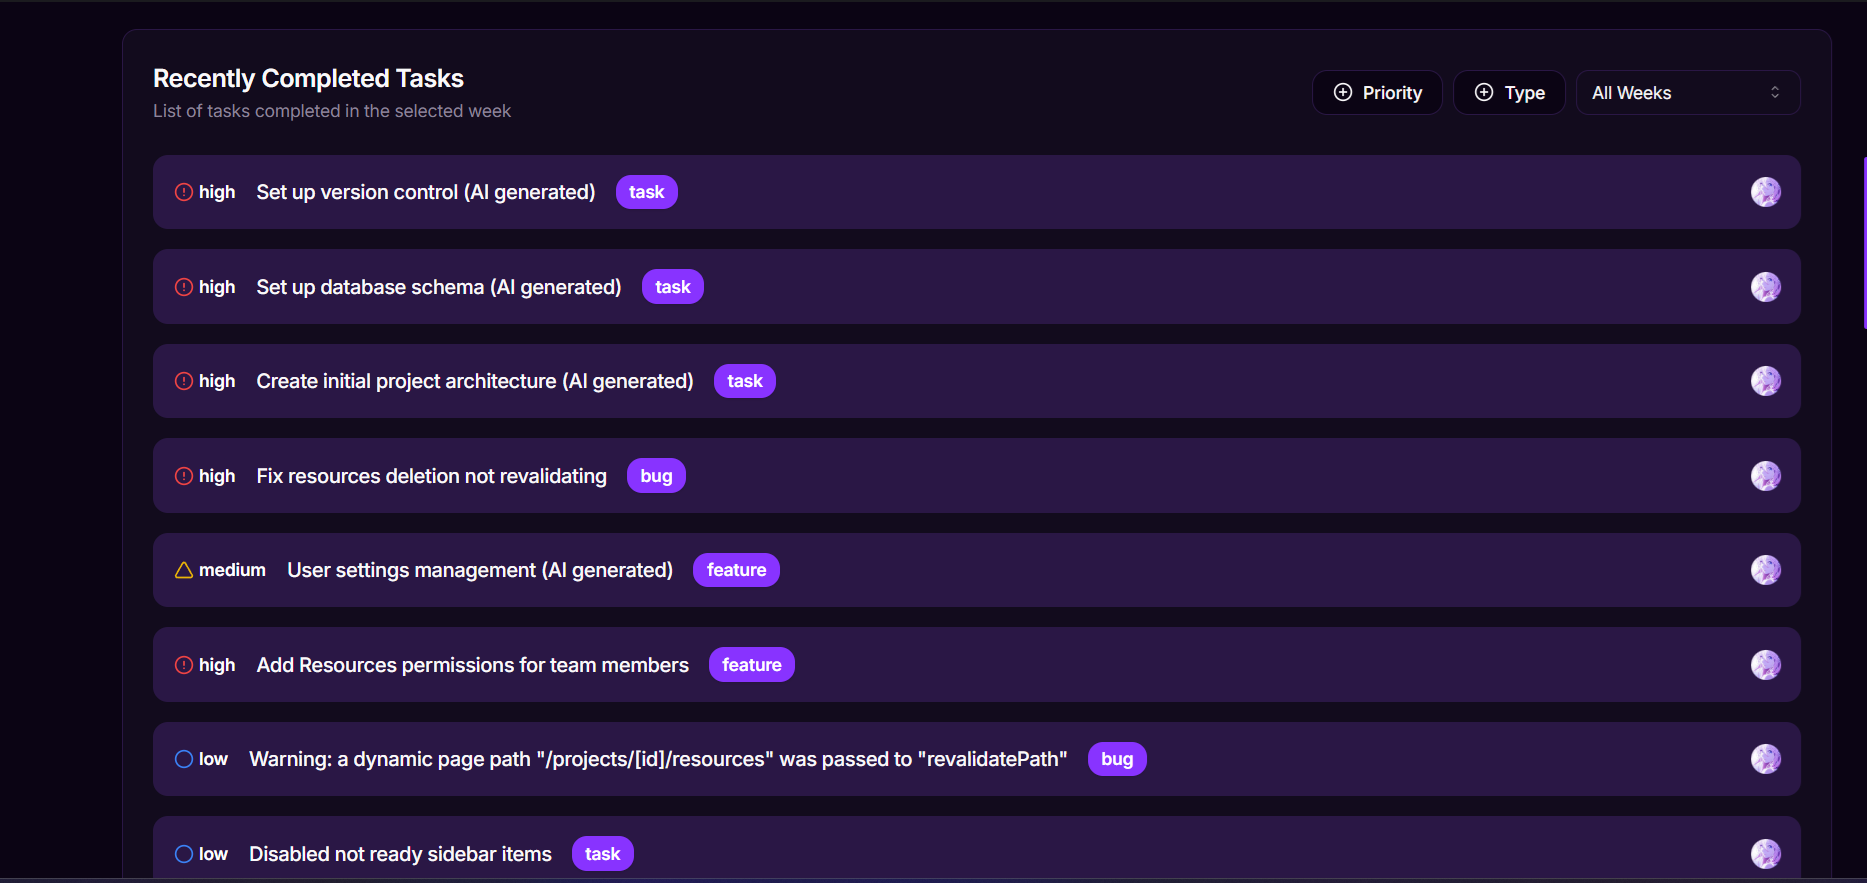 Recently Completed Tasks
List of tasks completed in the selected week
Priority
Type
All Weeks
high Set up version control (AI generated) task
high Set up database schema (AI generated) task
high Create initial project architecture (AI generated) task
high Fix resources deletion not revalidating bug
medium User settings management (AI generated) feature
high Add Resources permissions for team members feature
low Warning: a dynamic page path "/projects/[id]/resources" was passed to "revalidatePath" bug
low Disabled not ready sidebar items task